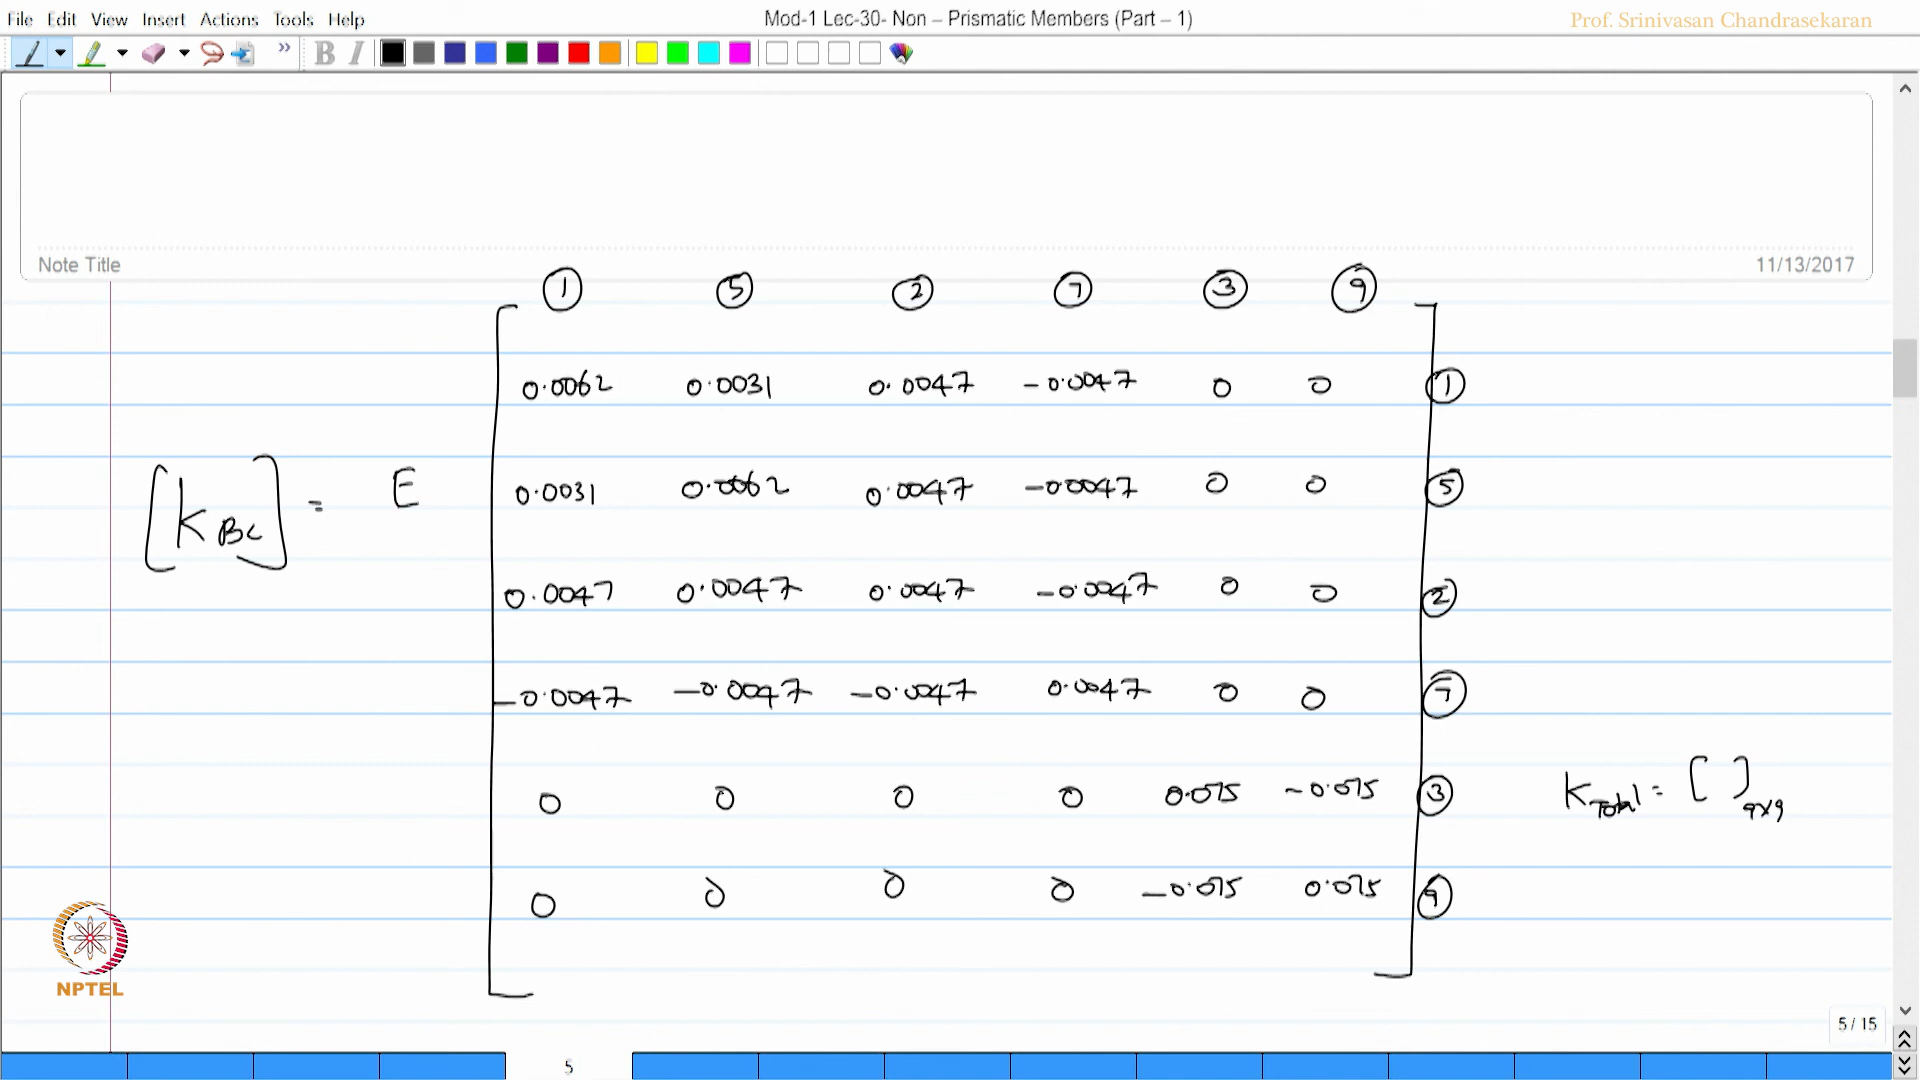 File Edit View Insert Actions Tools Help
Mod-1 Lec-30- Non – Prismatic Members (Part – 1)
Prof. Srinivasan Chandrasekaran
B I
Note Title
11/13/2017
1 5 2 7 3 9
0.0062 0.0031 0.0047 -0.0047 0 0 1
[K BC] = E
0.0031 0.0062 0.0047 -0.0047 0 0 5
0.0047 0.0047 0.0047 -0.0047 0 0 2
-0.0047 -0.0047 -0.0047 0.0047 0 0 7
0 0 0 0 0.075 -0.075 3
K Total = [ ] 9x9
0 0 0 0 -0.075 0.075 9
NPTEL
5 / 15
5